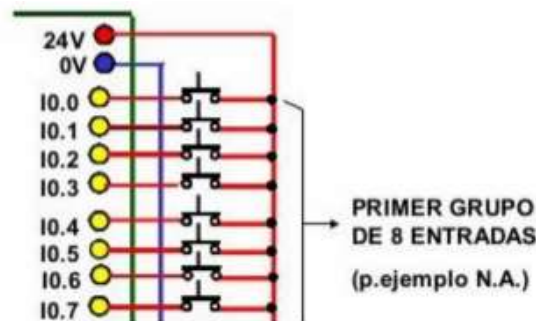 24V
0V
I0.0
I0.1
I0.2
I0.3
I0.4
I0.5
I0.6
I0.7
PRIMER GRUPO
DE 8 ENTRADAS
(p.ejemplo N.A.)